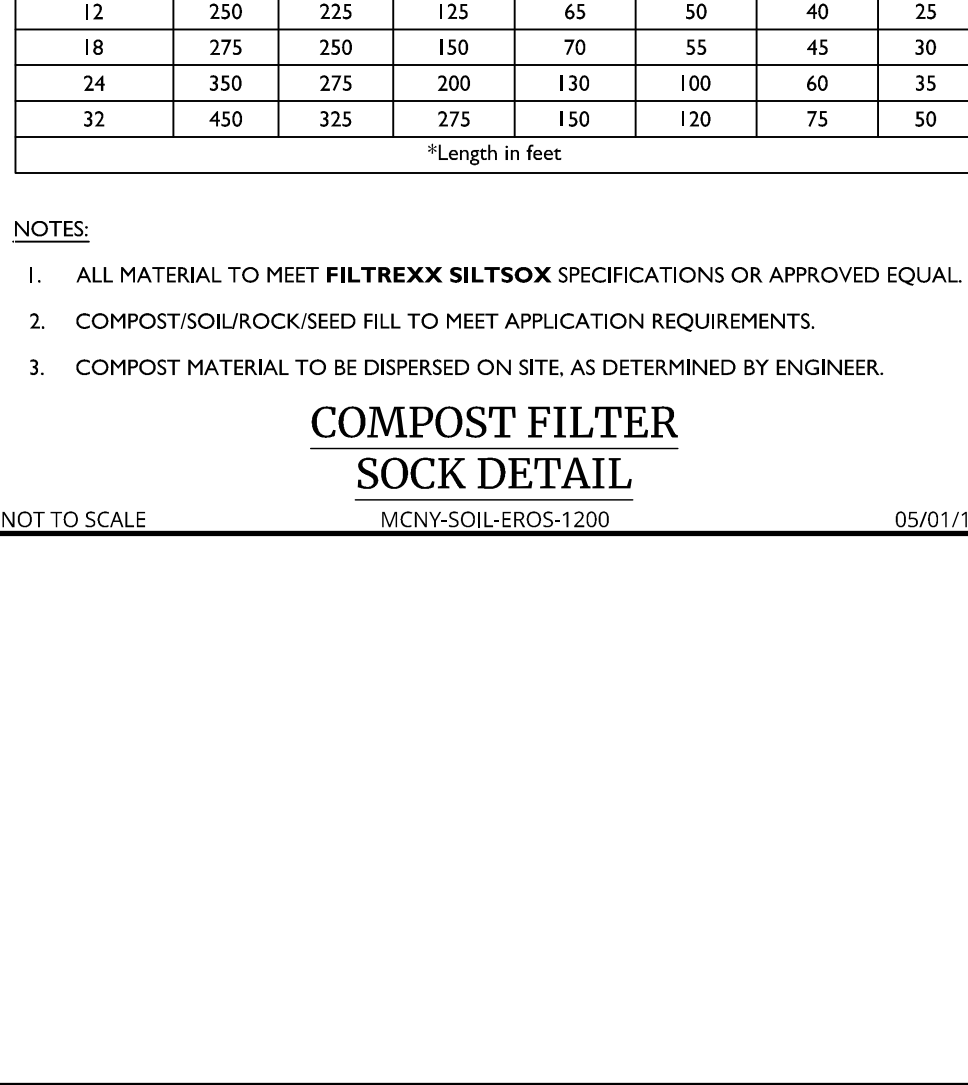 12 250 225 125 65 50 40 25
18 275 250 150 70 55 45 30
24 350 275 200 130 100 60 35
32 450 325 275 150 120 75 50
*Length in feet
NOTES:
1. ALL MATERIAL TO MEET FILTREXX SILTSOX SPECIFICATIONS OR APPROVED EQUAL.
2. COMPOST/SOIL/ROCK/SEED FILL TO MEET APPLICATION REQUIREMENTS.
3. COMPOST MATERIAL TO BE DISPERSED ON SITE, AS DETERMINED BY ENGINEER.
COMPOST FILTER
SOCK DETAIL
NOT TO SCALE MCNY-SOIL-EROS-1200 05/01/1